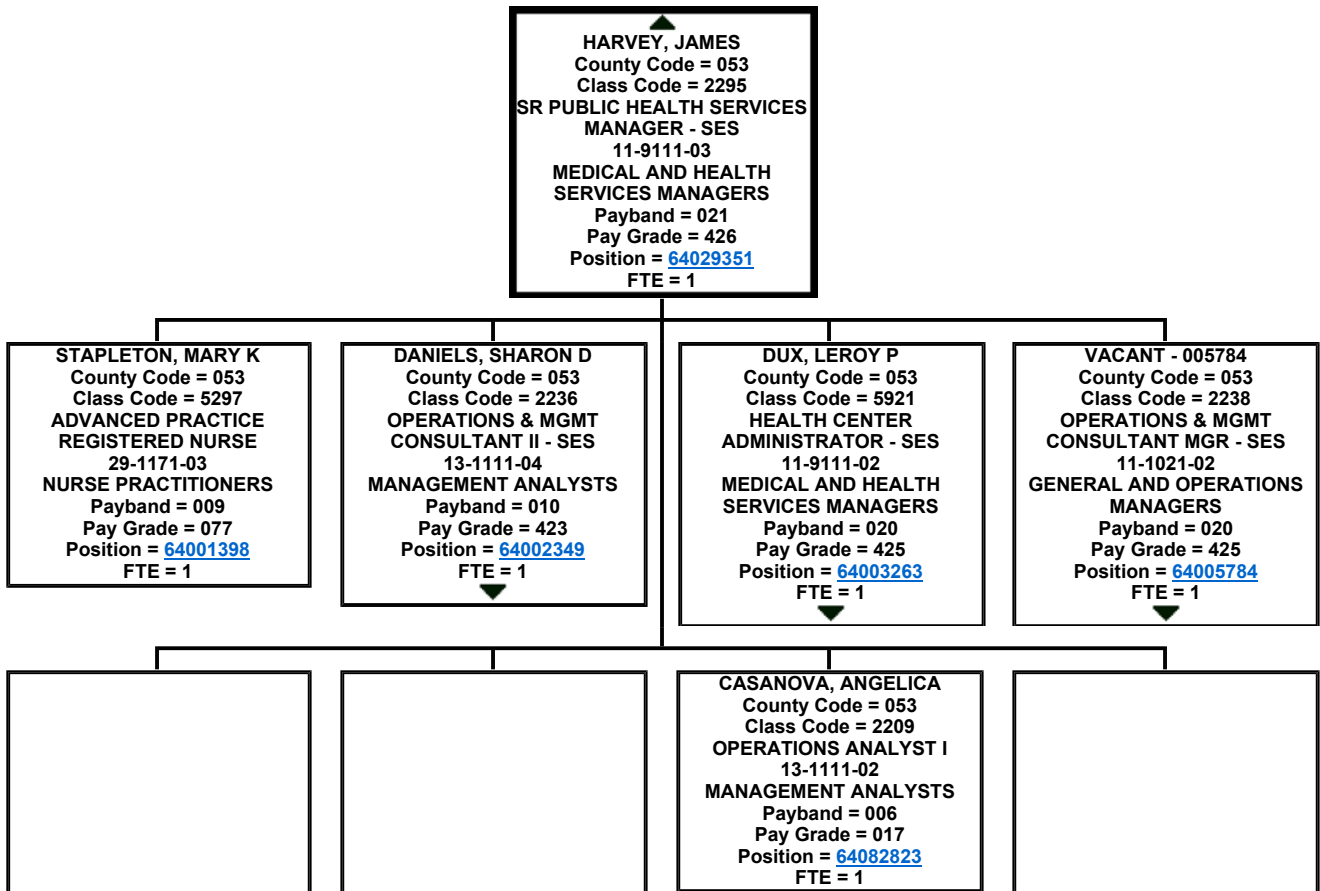 HARVEY, JAMES
County Code = 053
Class Code = 2295
SR PUBLIC HEALTH SERVICES
MANAGER - SES
11-9111-03
MEDICAL AND HEALTH
SERVICES MANAGERS
Payband = 021
Pay Grade = 426
Position = 64029351
FTE = 1
STAPLETON, MARY K
County Code = 053
Class Code = 5297
ADVANCED PRACTICE
REGISTERED NURSE
29-1171-03
NURSE PRACTITIONERS
Payband = 009
Pay Grade = 077
Position = 64001398
FTE = 1
DANIELS, SHARON D
County Code = 053
Class Code = 2236
OPERATIONS & MGMT
CONSULTANT II - SES
13-1111-04
MANAGEMENT ANALYSTS
Payband = 010
Pay Grade = 423
Position = 64002349
FTE = 1
DUX, LEROY P
County Code = 053
Class Code = 5921
HEALTH CENTER
ADMINISTRATOR - SES
11-9111-02
MEDICAL AND HEALTH
SERVICES MANAGERS
Payband = 020
Pay Grade = 425
Position = 64003263
FTE = 1
VACANT - 005784
County Code = 053
Class Code = 2238
OPERATIONS & MGMT
CONSULTANT MGR - SES
11-1021-02
GENERAL AND OPERATIONS
MANAGERS
Payband = 020
Pay Grade = 425
Position = 64005784
FTE = 1
CASANOVA, ANGELICA
County Code = 053
Class Code = 2209
OPERATIONS ANALYST I
13-1111-02
MANAGEMENT ANALYSTS
Payband = 006
Pay Grade = 017
Position = 64082823
FTE = 1